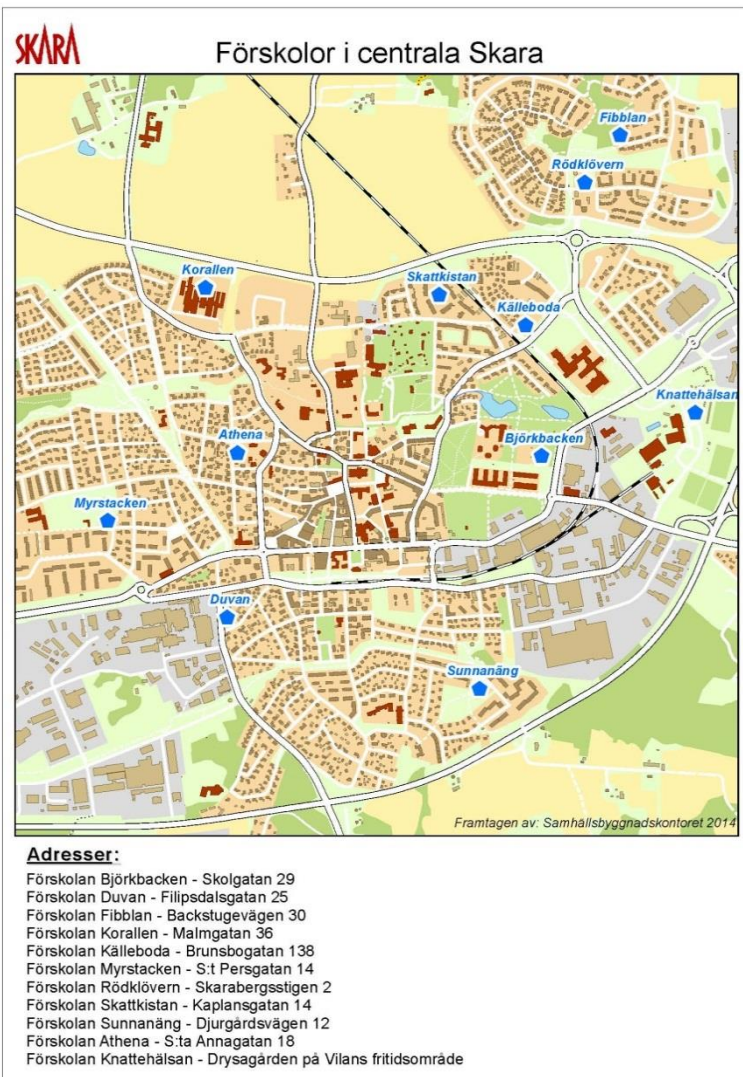 SKARA
Förskolor i centrala Skara
Fibblan
Rödklövern
Korallen
Skattkistan
Källeboda
Knattehälsan
Athena
Björkbacken
Myrstacken
Duvan
Sunnanäng
Framtagen av: Samhällsbyggnadskontoret 2014
Adresser:
Förskolan Björkbacken - Skolgatan 29
Förskolan Duvan - Filipsdalsgatan 25
Förskolan Fibblan - Backstugevägen 30
Förskolan Korallen - Malmgatan 36
Förskolan Källeboda - Brunsbogatan 138
Förskolan Myrstacken - S:t Persgatan 14
Förskolan Rödklövern - Skarabergsstigen 2
Förskolan Skattkistan - Kaplansgatan 14
Förskolan Sunnanäng - Djurgårdsvägen 12
Förskolan Athena - S:ta Annagatan 18
Förskolan Knattehälsan - Drysagården på Vilans fritidsområde